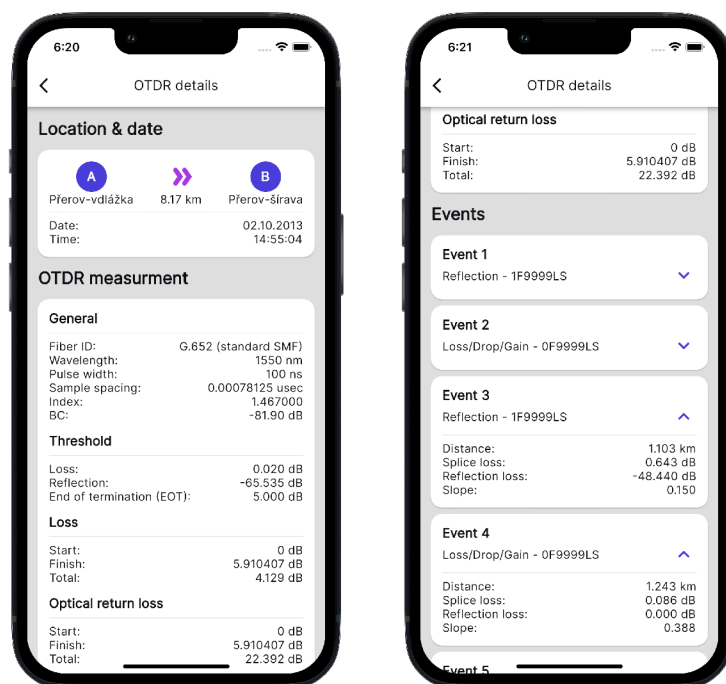 6:20
OTDR details
Location & date
A
B
Přerov-vdlážka 8.17 km Přerov-šírava
Date: 02.10.2013
Time: 14:55:04
OTDR measurment
General
Fiber ID: G.652 (standard SMF)
Wavelength: 1550 nm
Pulse width: 100 ns
Sample spacing: 0.00078125 usec
Index: 1.467000
BC: -81.90 dB
Threshold
Loss: 0.020 dB
Reflection: -65.535 dB
End of termination (EOT): 5.000 dB
Loss
Start: 0 dB
Finish: 5.910407 dB
Total: 4.129 dB
Optical return loss
Start: 0 dB
Finish: 5.910407 dB
Total: 22.392 dB
6:21
OTDR details
Optical return loss
Start: 0 dB
Finish: 5.910407 dB
Total: 22.392 dB
Events
Event 1
Reflection - 1F9999LS
Event 2
Loss/Drop/Gain - 0F9999LS
Event 3
Reflection - 1F9999LS
Distance: 1.103 km
Splice loss: 0.643 dB
Reflection loss: -48.440 dB
Slope: 0.150
Event 4
Loss/Drop/Gain - 0F9999LS
Distance: 1.243 km
Splice loss: 0.086 dB
Reflection loss: 0.000 dB
Slope: 0.388
Event 5